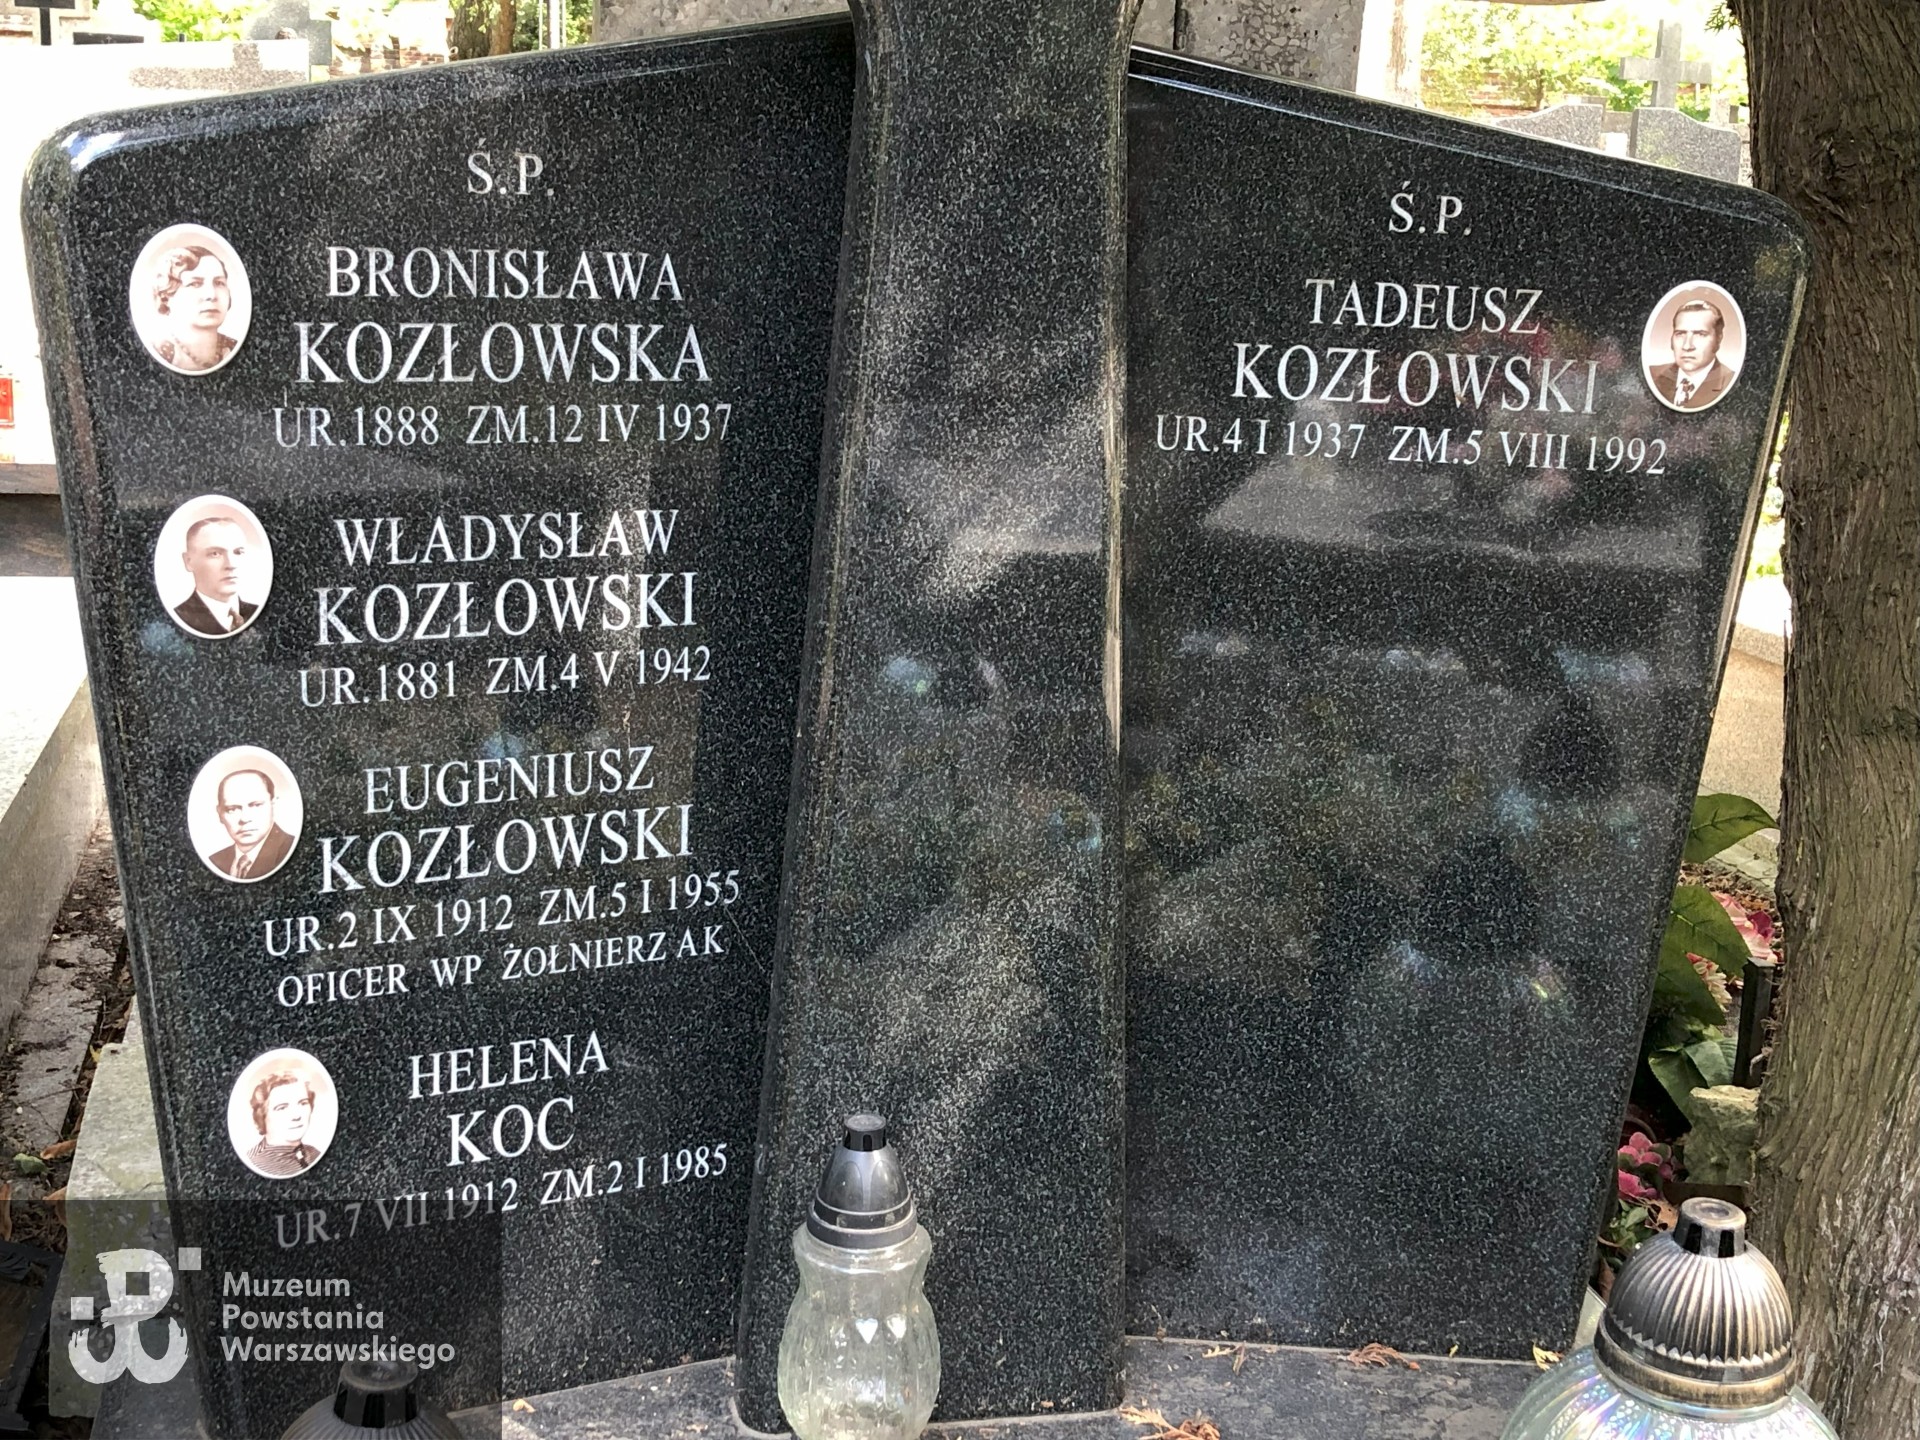 Ś.P.
BRONISŁAWA
KOZŁOWSKA
UR.1888 ZM.12 IV 1937
WŁADYSŁAW
KOZŁOWSKI
UR.1881 ZM.4 V 1942
EUGENIUSZ
KOZŁOWSKI
UR.2 IX 1912 ZM.5 I 1955
OFICER WP ŻOŁNIERZ AK
HELENA
KOC
UR.7 VII 1912 ZM.2 I 1985
Ś.P.
TADEUSZ
KOZŁOWSKI
UR.4 I 1937 ZM.5 VIII 1992
Muzeum
Powstania
Warszawskiego